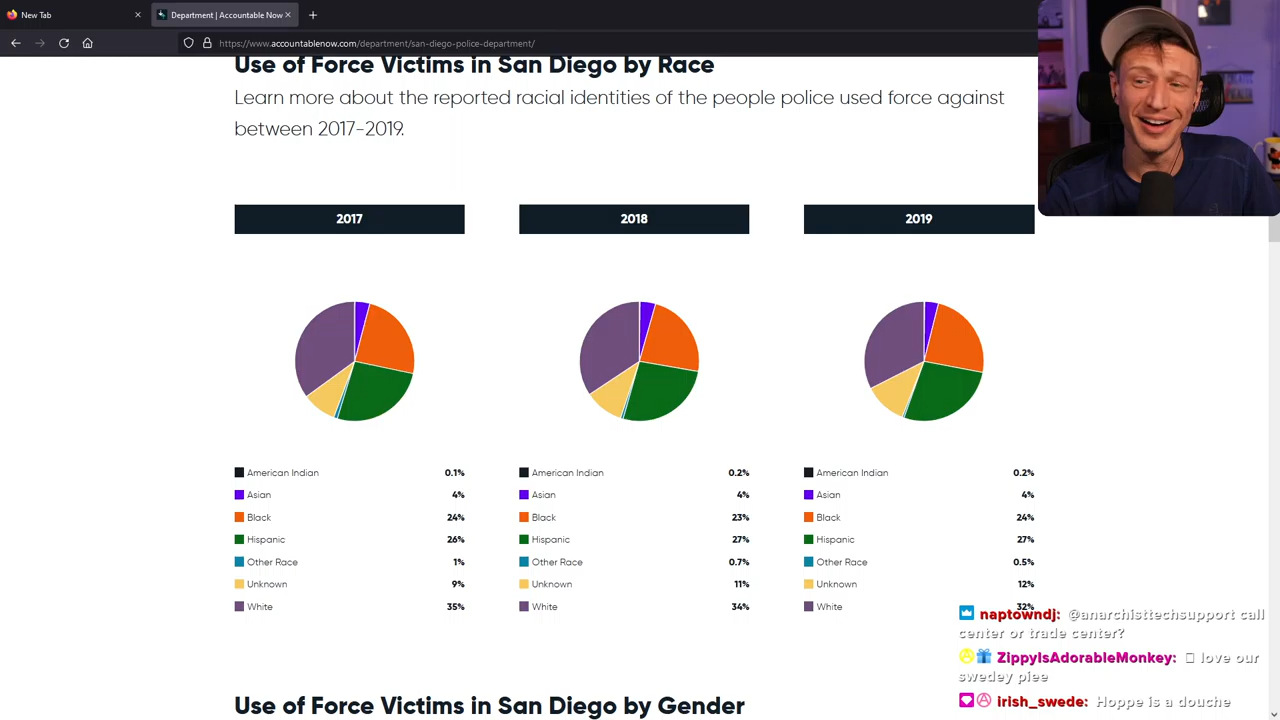 New Tab
Department | Accountable Now
https://www.accountablenow.com/department/san-diego-police-department/
Use of Force Victims in San Diego by Race
Learn more about the reported racial identities of the people police used force against
between 2017-2019.
2017
2018
2019
American Indian 0.1%
Asian 4%
Black 24%
Hispanic 26%
Other Race 1%
Unknown 9%
White 35%
American Indian 0.2%
Asian 4%
Black 23%
Hispanic 27%
Other Race 0.7%
Unknown 11%
White 34%
American Indian 0.2%
Asian 4%
Black 24%
Hispanic 27%
Other Race 0.5%
Unknown 12%
White 32%
naptowndj: @anarchisttechsupport call
center or trade center?
ZippyIsAdorableMonkey: love our
swedey piee
irish_swede: Hoppe is a douche
Use of Force Victims in San Diego by Gender